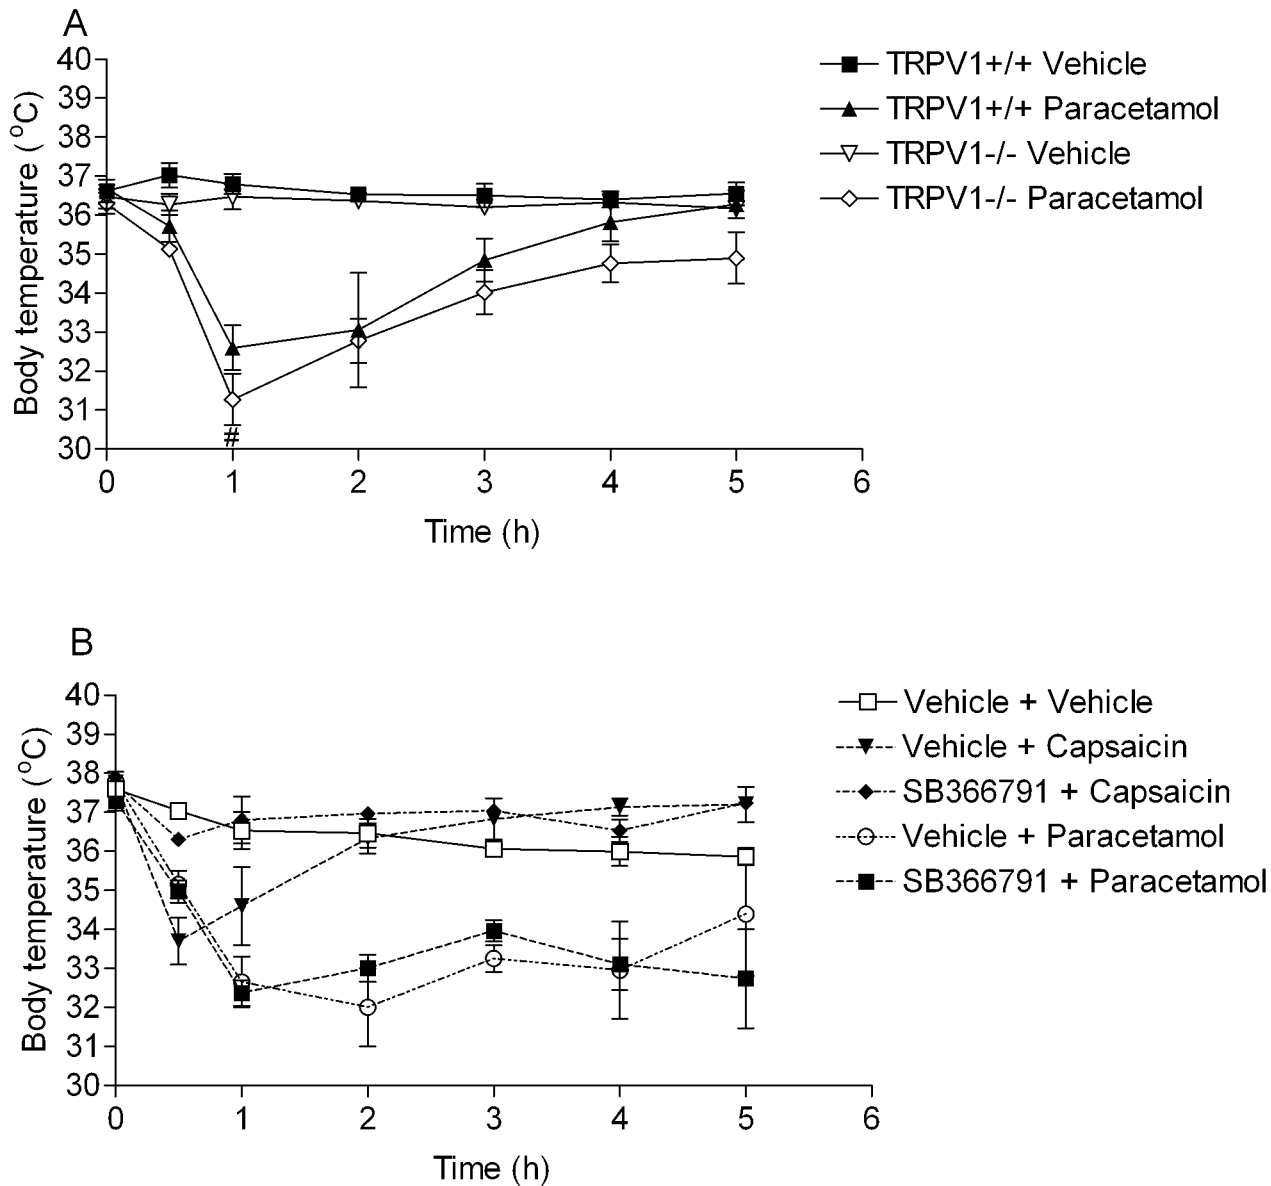 A
40
39
38
37
36
35
34
33
32
31
30
Body temperature (°C)
0 1 2 3 4 5 6
Time (h)
#
TRPV1+/+ Vehicle
TRPV1+/+ Paracetamol
TRPV1-/- Vehicle
TRPV1-/- Paracetamol
B
40
39
38
37
36
35
34
33
32
31
30
Body temperature (°C)
0 1 2 3 4 5 6
Time (h)
Vehicle + Vehicle
Vehicle + Capsaicin
SB366791 + Capsaicin
Vehicle + Paracetamol
SB366791 + Paracetamol